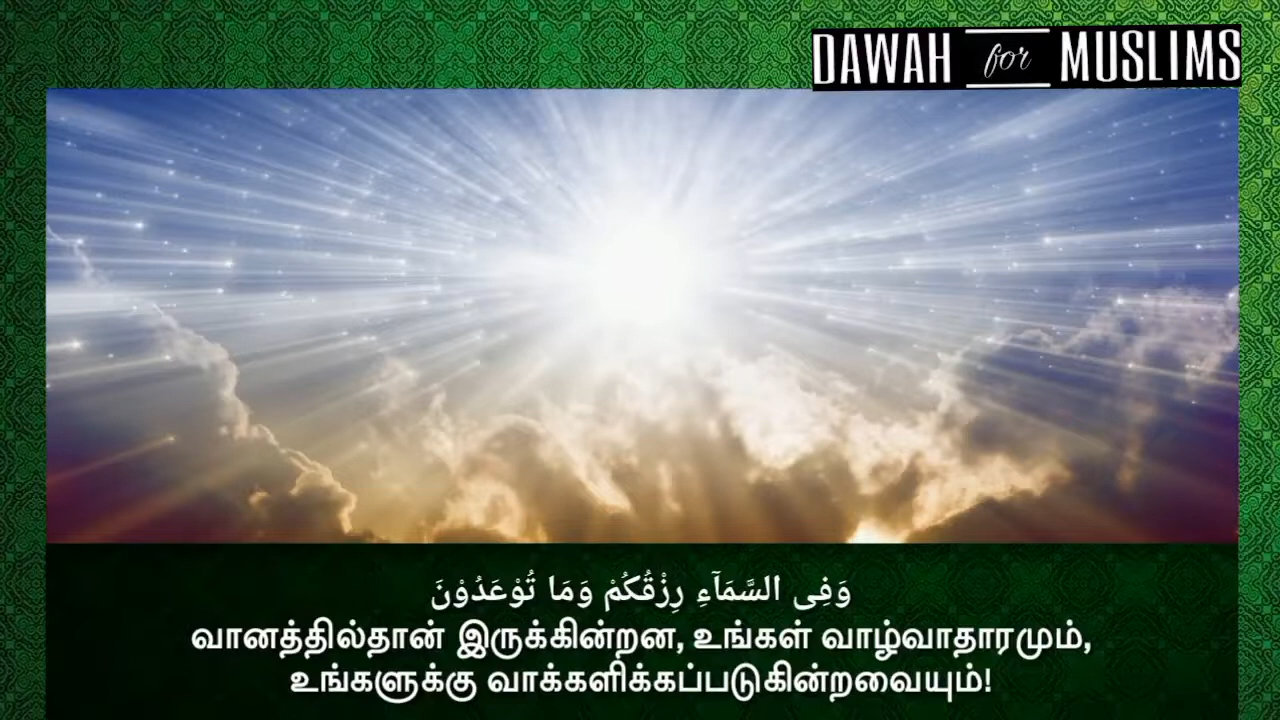 DAWAH for MUSLIMS
وَفِى السَّمَآءِ رِزْقُكُمْ وَمَا تُوْعَدُوْنَ
வானத்தில்தான் இருக்கின்றன, உங்கள் வாழ்வாதாரமும்,
உங்களுக்கு வாக்களிக்கப்படுகின்றவையும்!